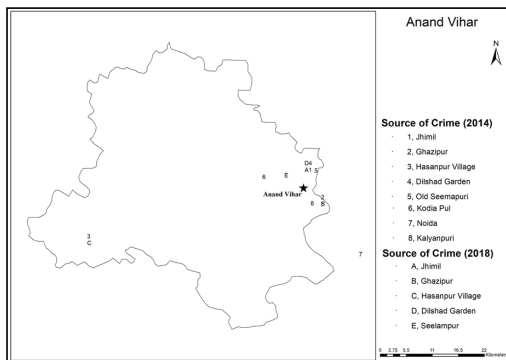 Anand Vihar
N
Source of Crime (2014)
· 1, Jhimil
· 2, Ghazipur
· 3, Hasanpur Village
· 4, Dilshad Garden
· 5, Old Seemapuri
· 6, Kodia Pul
· 7, Noida
· 8, Kalyanpuri
Source of Crime (2018)
· A, Jhimil
· B, Ghazipur
· C, Hasanpur Village
· D, Dilshad Garden
· E, Seelampur
0 2.75 5.5 11 16.5 22
Kilometer
D4
A1 5
6 E
Anand Vihar
8 2
B
3
C
7